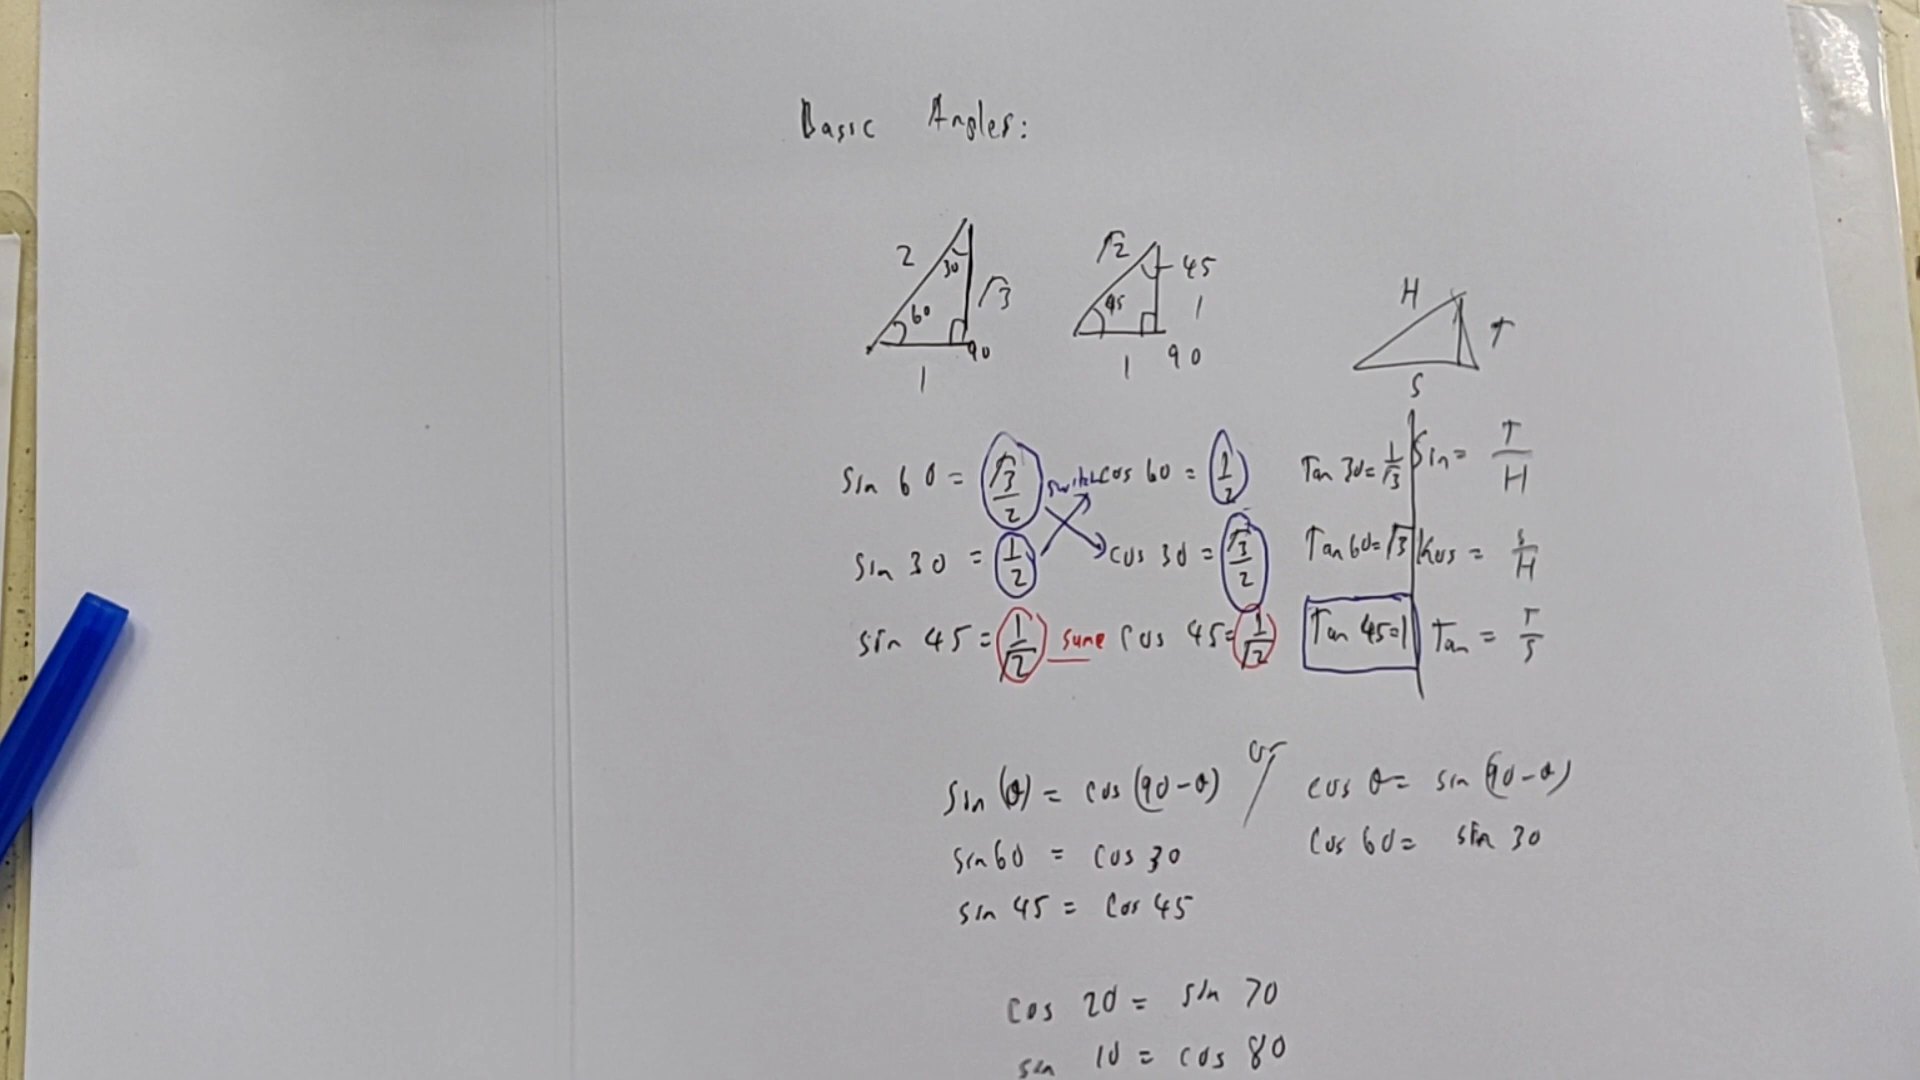 Basic Angles:
2 30 √3 60 90 1
√2 45 45 1 1 90
H T S
Sin 60 = √3/2 switch cos 60 = 1/2 Tan 30 = 1/√3 Sin = T/H
Sin 30 = 1/2 cos 30 = √3/2 Tan 60 = √3 Kos = S/H
Sin 45 = 1/√2 same Cos 45 = 1/√2 Tan 45 = 1 Tan = T/S
Sin (θ) = cos (90-θ) or cos θ = sin (90-θ)
Sin 60 = Cos 30 Cos 60 = sin 30
Sin 45 = Cos 45
Cos 20 = sin 70
sin 10 = cos 80